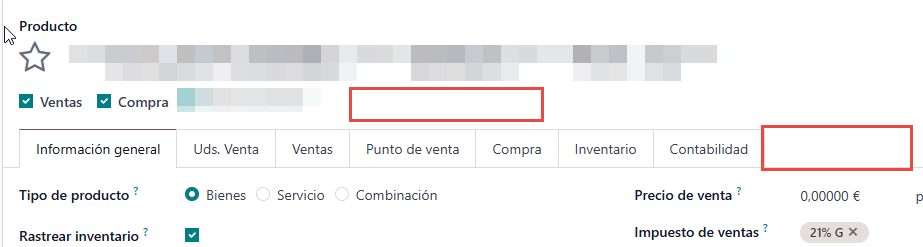 Producto
Ventas Compra
Información general Uds. Venta Ventas Punto de venta Compra Inventario Contabilidad
Tipo de producto ? Bienes Servicio Combinación Precio de venta ? 0,00000 € p
Rastrear inventario ? Impuesto de ventas ? 21% G ✕